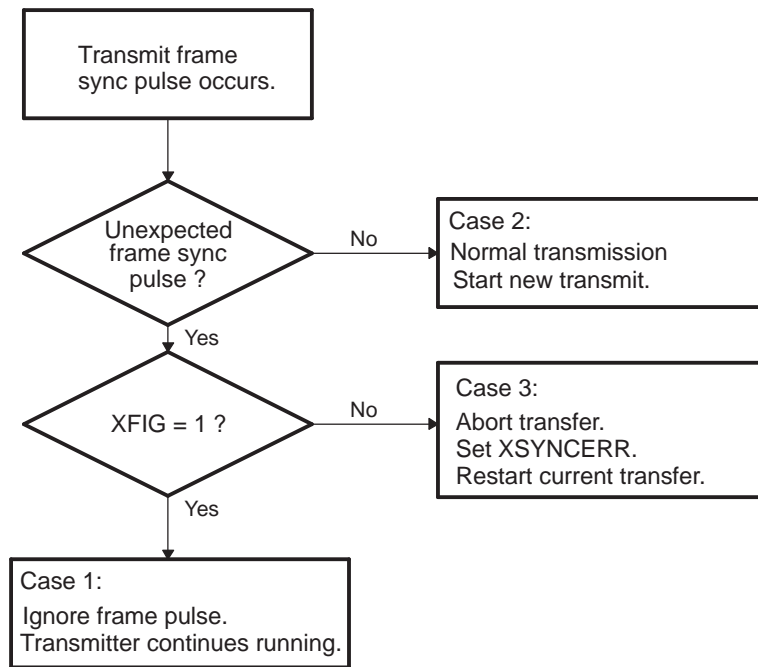 Transmit frame
sync pulse occurs.
Unexpected
frame sync
pulse ?
No
Case 2:
Normal transmission
Start new transmit.
Yes
XFIG = 1 ?
No
Case 3:
Abort transfer.
Set XSYNCERR.
Restart current transfer.
Yes
Case 1:
Ignore frame pulse.
Transmitter continues running.